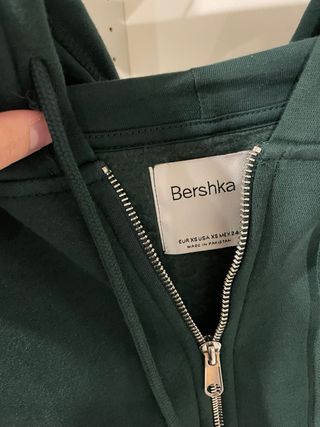 Bershka
EUR XS USA XS MEX 24
MADE IN PAKISTAN